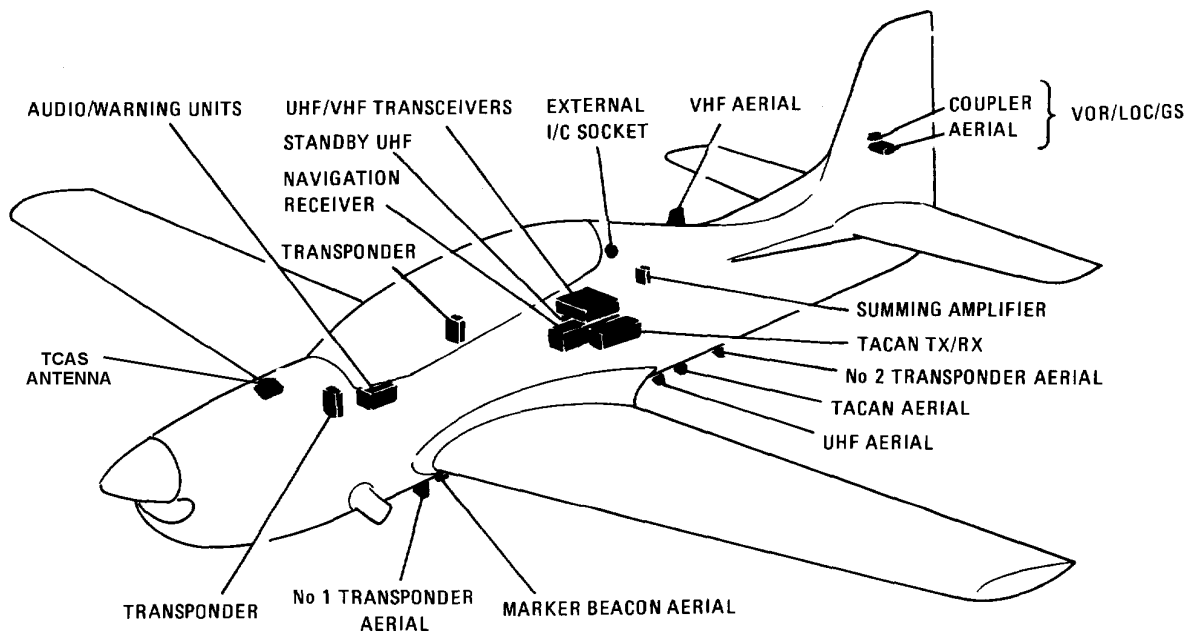 AUDIO/WARNING UNITS
UHF/VHF TRANSCEIVERS
STANDBY UHF
NAVIGATION
RECEIVER
TRANSPONDER
EXTERNAL
I/C SOCKET
VHF AERIAL
COUPLER
AERIAL
VOR/LOC/GS
TCAS
ANTENNA
SUMMING AMPLIFIER
TACAN TX/RX
No 2 TRANSPONDER AERIAL
TACAN AERIAL
UHF AERIAL
TRANSPONDER
No 1 TRANSPONDER
AERIAL
MARKER BEACON AERIAL